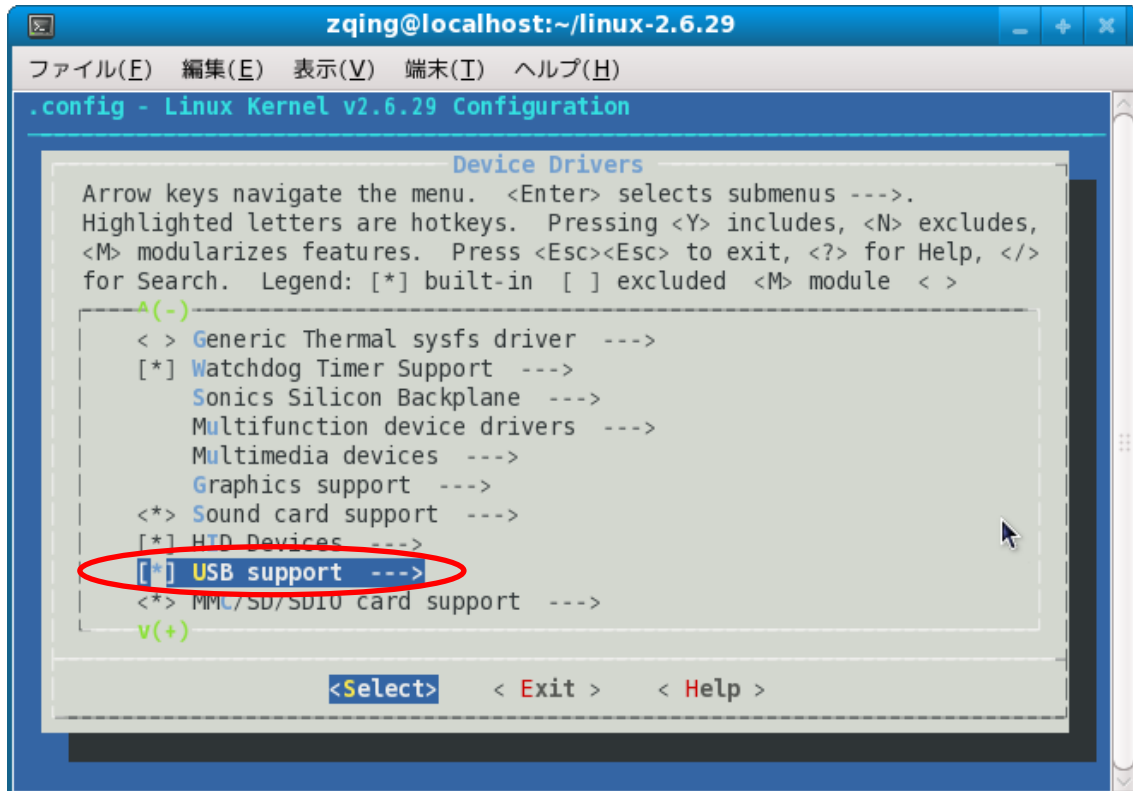 zqing@localhost:~/linux-2.6.29
ファイル(F) 編集(E) 表示(V) 端末(T) ヘルプ(H)
.config - Linux Kernel v2.6.29 Configuration
Device Drivers
Arrow keys navigate the menu. <Enter> selects submenus --->.
Highlighted letters are hotkeys. Pressing <Y> includes, <N> excludes,
<M> modularizes features. Press <Esc><Esc> to exit, <?> for Help, </>
for Search. Legend: [*] built-in [ ] excluded <M> module < >
^(-)
< > Generic Thermal sysfs driver --->
[*] Watchdog Timer Support --->
Sonics Silicon Backplane --->
Multifunction device drivers --->
Multimedia devices --->
Graphics support --->
<*> Sound card support --->
[*] HID Devices --->
[*] USB support --->
<*> MMC/SD/SDIO card support --->
v(+)
<Select> < Exit > < Help >